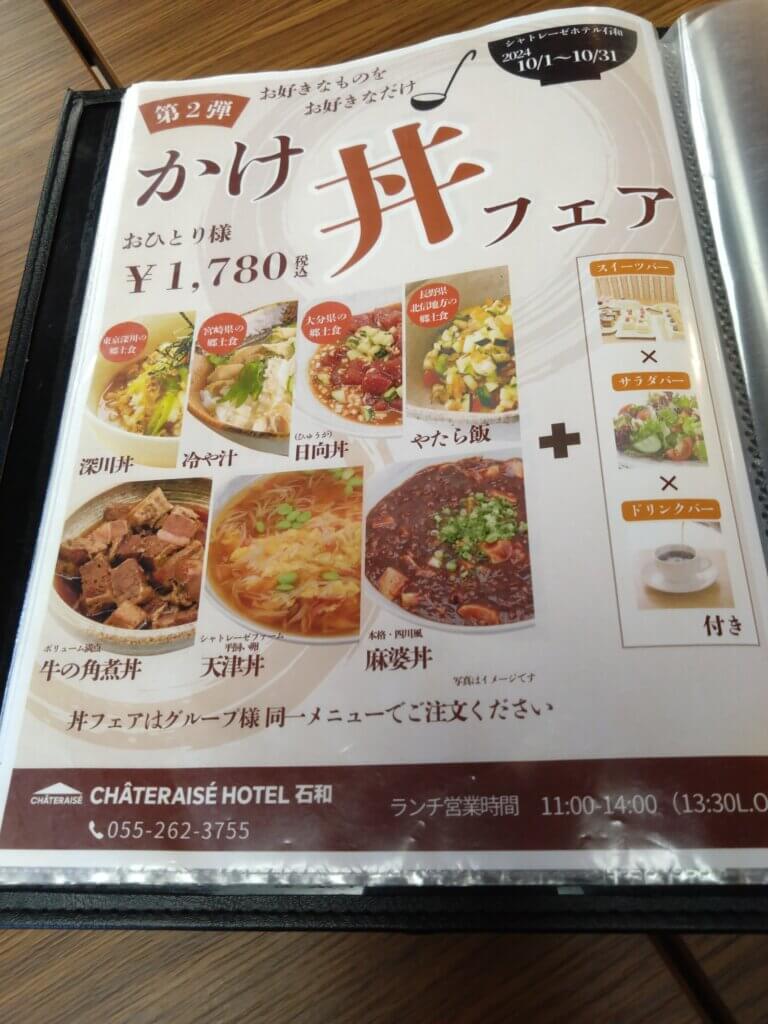 シャトレーゼホテル石和
2024
10/1〜10/31
お好きなものを
お好きなだけ
第2弾
かけ丼フェア
おひとり様
¥1,780税込
東京深川の
郷土食
深川丼
宮崎県の
郷土食
冷や汁
大分県の
郷土食
(ひゅうが)
日向丼
長野県
北信地方の
郷土食
やたら飯
+
スイーツバー
×
サラダバー
×
ドリンクバー
付き
ボリューム満点
牛の角煮丼
シャトレーゼファーム
平飼い卵
天津丼
本格・四川風
麻婆丼
写真はイメージです
丼フェアはグループ様 同一メニューでご注文ください
CHÂTERAISÉ
CHÂTERAISÉ HOTEL 石和
055-262-3755
ランチ営業時間 11:00-14:00（13:30L.O